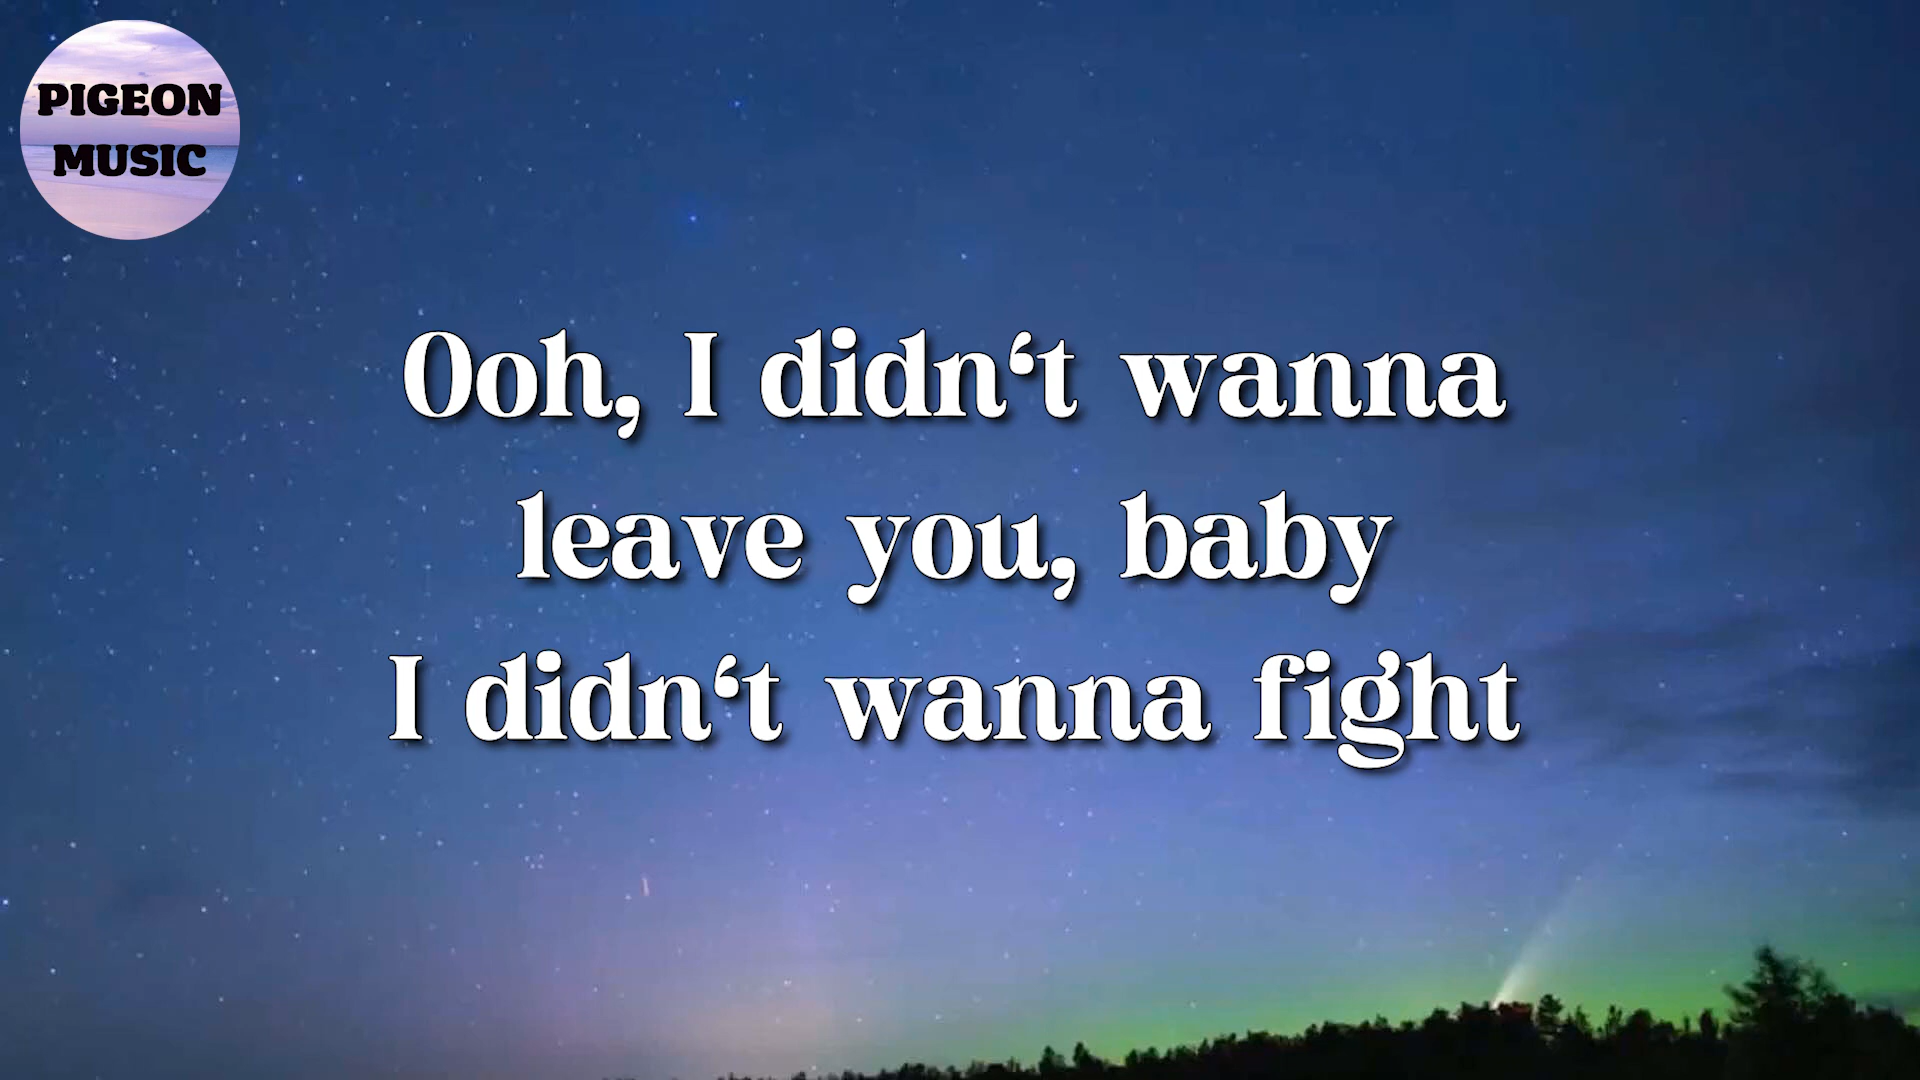 PIGEON
MUSIC
Ooh, I didn‘t wanna
leave you, baby
I didn‘t wanna fight